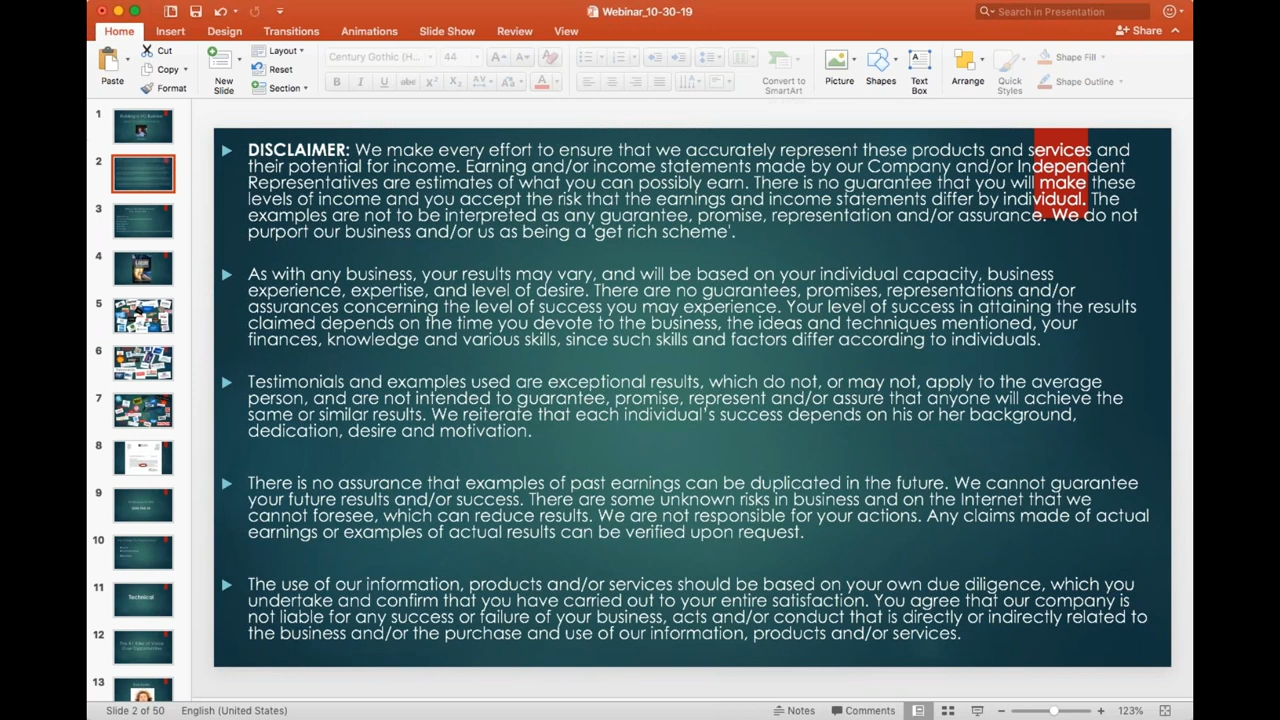 Webinar_10-30-19
Search in Presentation
Home Insert Design Transitions Animations Slide Show Review View
Share
Paste
Cut
Copy
Format
New Slide
Layout
Reset
Section
Century Gothic (H... 44
Convert to SmartArt
Picture
Shapes
Text Box
Arrange
Quick Styles
Shape Fill
Shape Outline
1
2
3
4
5
6
7
8
9
10
11
Technical
12
13
DISCLAIMER: We make every effort to ensure that we accurately represent these products and services and
their potential for income. Earning and/or income statements made by our Company and/or Independent
Representatives are estimates of what you can possibly earn. There is no guarantee that you will make these
levels of income and you accept the risk that the earnings and income statements differ by individual. The
examples are not to be interpreted as any guarantee, promise, representation and/or assurance. We do not
purport our business and/or us as being a 'get rich scheme'.
As with any business, your results may vary, and will be based on your individual capacity, business
experience, expertise, and level of desire. There are no guarantees, promises, representations and/or
assurances concerning the level of success you may experience. Your level of success in attaining the results
claimed depends on the time you devote to the business, the ideas and techniques mentioned, your
finances, knowledge and various skills, since such skills and factors differ according to individuals.
Testimonials and examples used are exceptional results, which do not, or may not, apply to the average
person, and are not intended to guarantee, promise, represent and/or assure that anyone will achieve the
same or similar results. We reiterate that each individual's success depends on his or her background,
dedication, desire and motivation.
There is no assurance that examples of past earnings can be duplicated in the future. We cannot guarantee
your future results and/or success. There are some unknown risks in business and on the Internet that we
cannot foresee, which can reduce results. We are not responsible for your actions. Any claims made of actual
earnings or examples of actual results can be verified upon request.
The use of our information, products and/or services should be based on your own due diligence, which you
undertake and confirm that you have carried out to your entire satisfaction. You agree that our company is
not liable for any success or failure of your business, acts and/or conduct that is directly or indirectly related to
the business and/or the purchase and use of our information, products and/or services.
Slide 2 of 50 English (United States)
Notes Comments 123%